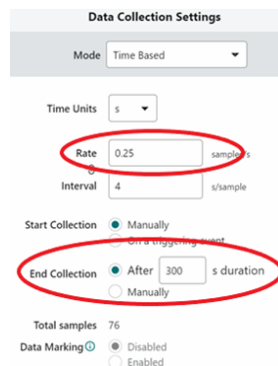 Data Collection Settings
Mode Time Based
Time Units s
Rate 0.25 samples/s
Interval 4 s/sample
Start Collection Manually
On a triggering event
End Collection After 300 s duration
Manually
Total samples 76
Data Marking Disabled
Enabled